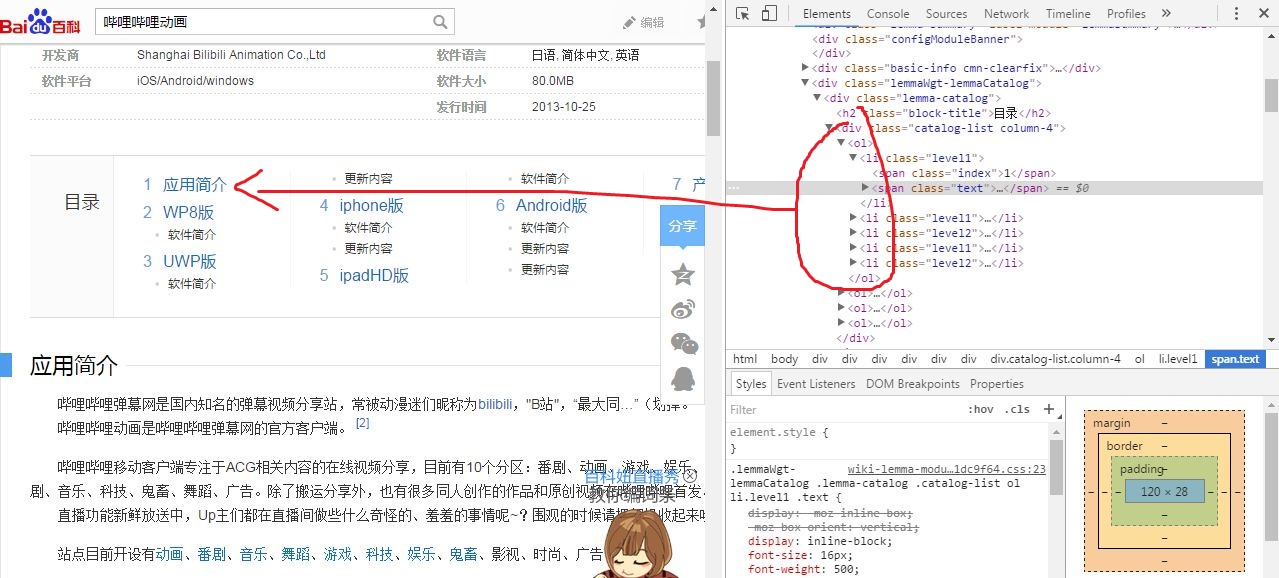 Bai du 百科
哔哩哔哩动画
编辑
开发商 Shanghai Bilibili Animation Co.,Ltd 软件语言 日语, 简体中文, 英语
软件平台 iOS/Android/windows 软件大小 80.0MB
发行时间 2013-10-25
目录
1 应用简介
2 WP8版
软件简介
3 UWP版
软件简介
更新内容
4 iphone版
软件简介
更新内容
5 ipadHD版
软件简介
6 Android版
软件简介
更新内容
更新内容
7 产
分享
应用简介
哔哩哔哩弹幕网是国内知名的弹幕视频分享站，常被动漫迷们昵称为bilibili，"B站"，“最大同…”（划掉。
哔哩哔哩动画是哔哩哔哩弹幕网的官方客户端。 [2]
哔哩哔哩移动客户端专注于ACG相关内容的在线视频分享，目前有10个分区：番剧、动画、游戏、娱乐
剧、音乐、科技、鬼畜、舞蹈、广告。除了搬运分享外，也有很多同人创作的作品和原创视频
首发.
直播功能新鲜放送中，Up主们都在直播间做些什么奇怪的、羞羞的事情呢~？围观的时候请
收起来
站点目前开设有动画、番剧、音乐、舞蹈、游戏、科技、娱乐、鬼畜、影视、时尚、广告
百科妞直播秀
教你编词条
Elements Console Sources Network Timeline Profiles »
<div class="configModuleBanner">
</div>
<div class="basic-info cmn-clearfix">…</div>
<div class="lemmaWgt-lemmaCatalog">
<div class="lemma-catalog">
<h2 class="block-title">目录</h2>
<div class="catalog-list column-4">
<ol>
<li class="level1">
<span class="index">1</span>
<span class="text">…</span> == $0
</li>
<li class="level1">…</li>
<li class="level2">…</li>
<li class="level1">…</li>
<li class="level2">…</li>
</ol>
<ol>…</ol>
<ol>…</ol>
<ol>…</ol>
</div>
html body div div div div div div div.catalog-list.column-4 ol li.level1 span.text
Styles Event Listeners DOM Breakpoints Properties
Filter :hov .cls +
element.style {
}
.lemmaWgt- wiki-lemma-modu…1dc9f64.css:23
lemmaCatalog .lemma-catalog .catalog-list ol
li.level1 .text {
display: -moz-inline-box;
-moz-box-orient: vertical;
display: inline-block;
font-size: 16px;
font-weight: 500;
margin –
border –
padding –
– – – 120 × 28 – – –
–
–
–